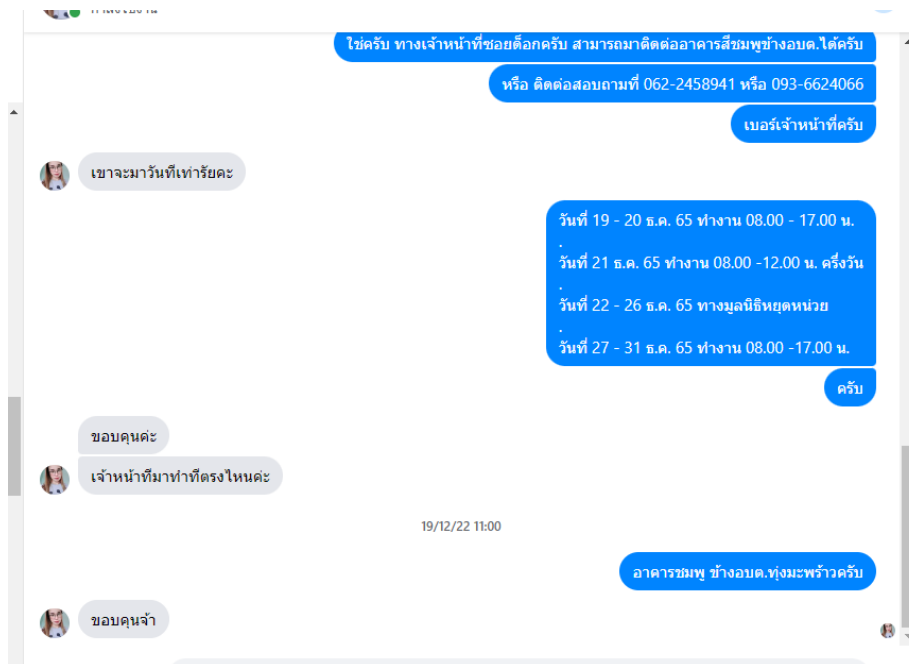 กำลังใช้งาน
ใช่ครับ ทางเจ้าหน้าที่ซอยด็อกครับ สามารถมาติดต่ออาคารสีชมพูข้างอบต.ได้ครับ
หรือ ติดต่อสอบถามที่ 062-2458941 หรือ 093-6624066
เบอร์เจ้าหน้าที่ครับ
เขาจะมาวันทีเท่ารัยคะ
วันที่ 19 - 20 ธ.ค. 65 ทำงาน 08.00 - 17.00 น.
.
วันที่ 21 ธ.ค. 65 ทำงาน 08.00 -12.00 น. ครึ่งวัน
.
วันที่ 22 - 26 ธ.ค. 65 ทางมูลนิธิหยุดหน่วย
.
วันที่ 27 - 31 ธ.ค. 65 ทำงาน 08.00 -17.00 น.
ครับ
ขอบคุนค่ะ
เจ้าหน้าทีมาทำทีตรงไหนค่ะ
19/12/22 11:00
อาคารชมพู ข้างอบต.ทุ่งมะพร้าวครับ
ขอบคุนจ้า